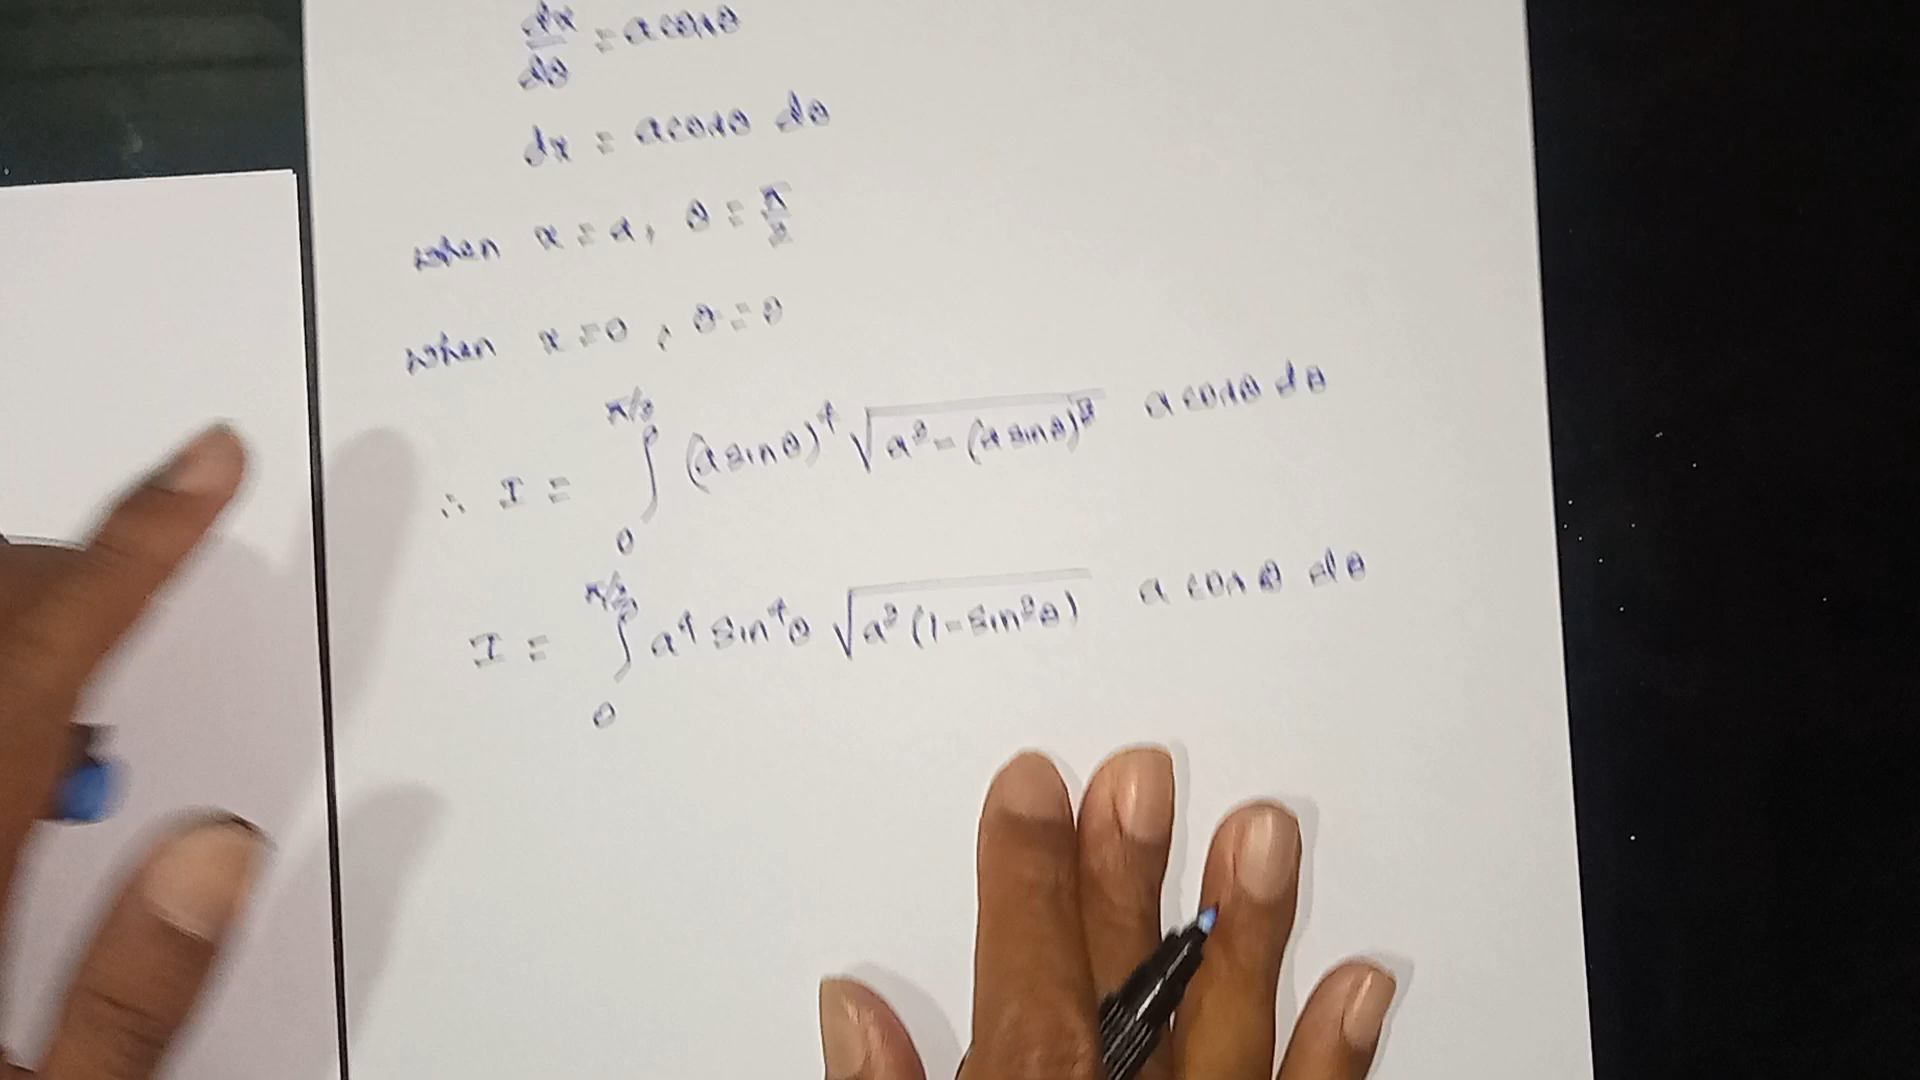 dx/dθ = a cosθ
dx = a cosθ dθ
when x = a, θ = π/2
when x = 0, θ = 0
∴ I = ∫₀^(π/2) (a sinθ)⁴ √(a² - (a sinθ)²) a cosθ dθ
I = ∫₀^(π/2) a⁴ sin⁴θ √(a² (1 - sin²θ)) a cosθ dθ